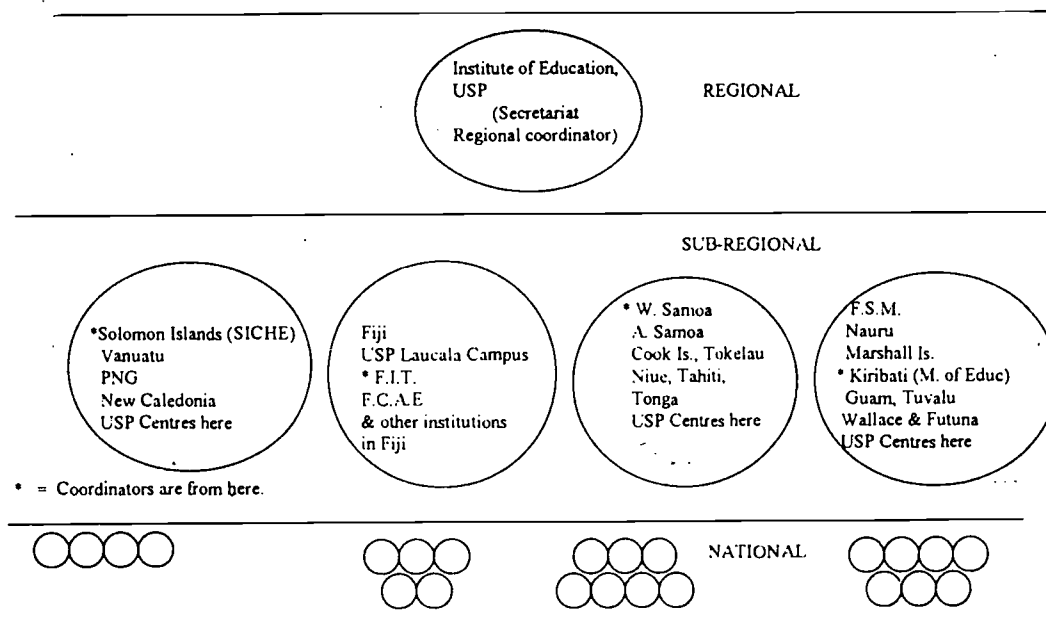 Institute of Education,
USP
(Secretariat
Regional coordinator)
REGIONAL
SUB-REGIONAL
*Solomon Islands (SICHE)
Vanuatu
PNG
New Caledonia
USP Centres here
Fiji
USP Laucala Campus
* F.I.T.
F.C.A.E
& other institutions
in Fiji
* W. Samoa
A. Samoa
Cook Is., Tokelau
Niue, Tahiti,
Tonga
USP Centres here
F.S.M.
Nauru
Marshall Is.
* Kiribati (M. of Educ)
Guam, Tuvalu
Wallace & Futuna
USP Centres here
* = Coordinators are from here.
NATIONAL